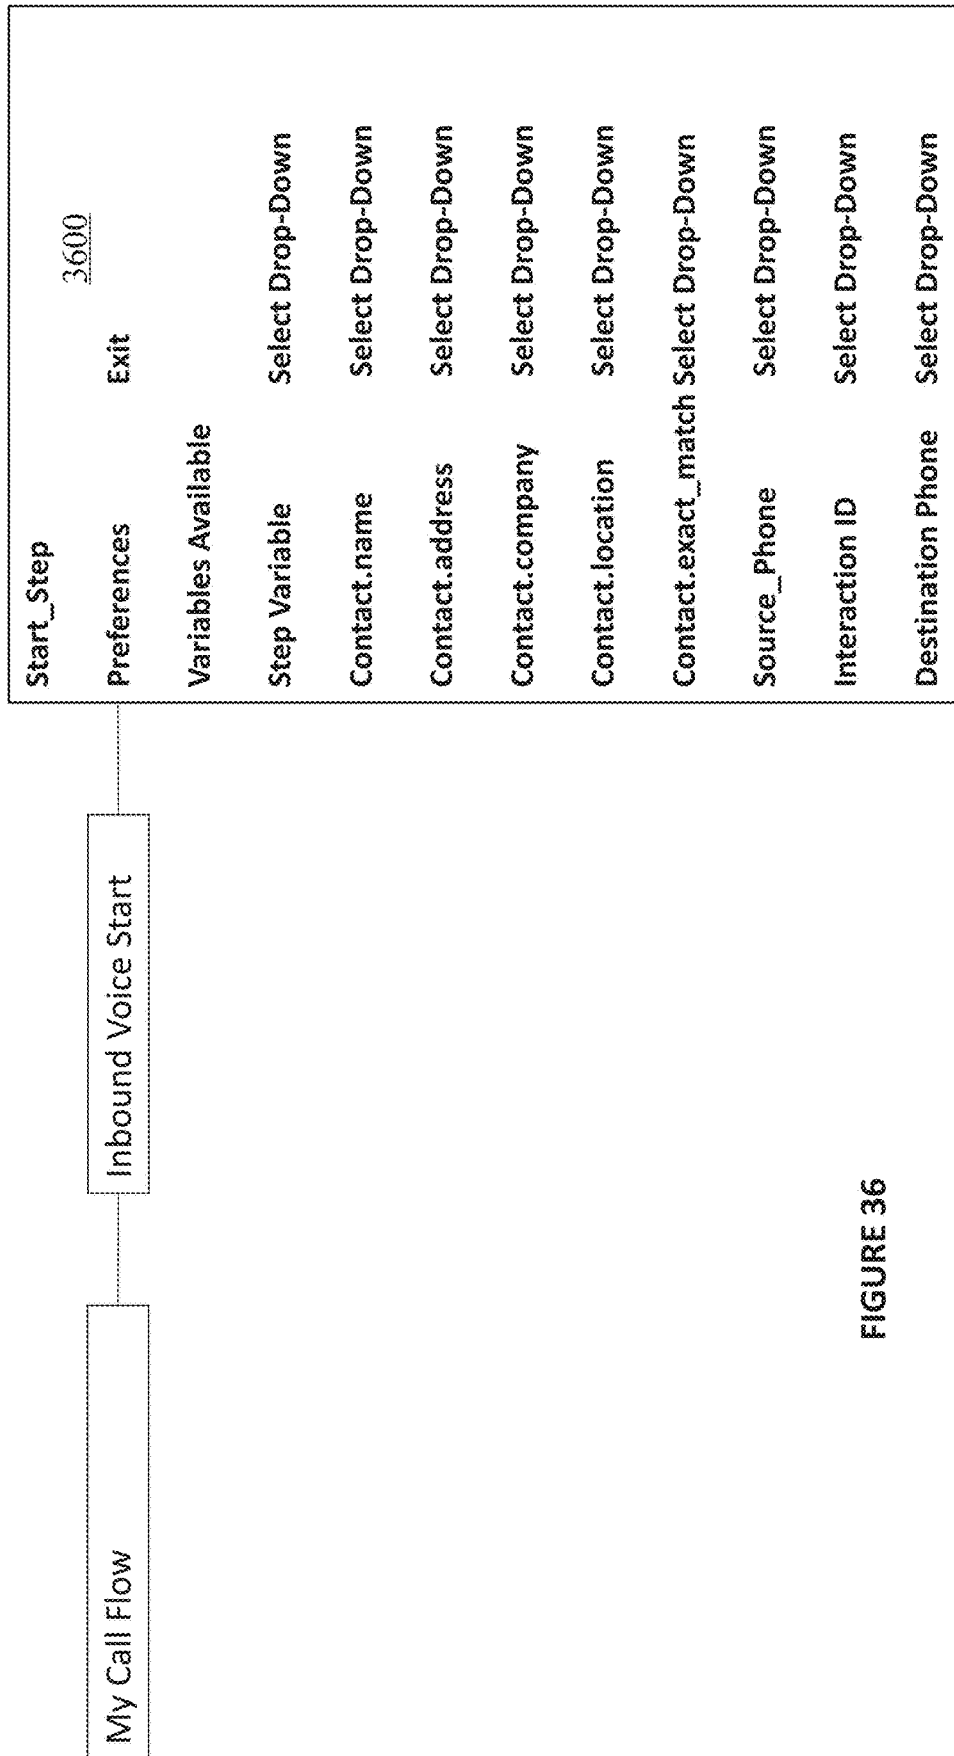 My Call Flow
Inbound Voice Start
Start_Step
3600
Preferences Exit
Variables Available
Step Variable Select Drop-Down
Contact.name Select Drop-Down
Contact.address Select Drop-Down
Contact.company Select Drop-Down
Contact.location Select Drop-Down
Contact.exact_match Select Drop-Down
Source_Phone Select Drop-Down
Interaction ID Select Drop-Down
Destination Phone Select Drop-Down
FIGURE 36